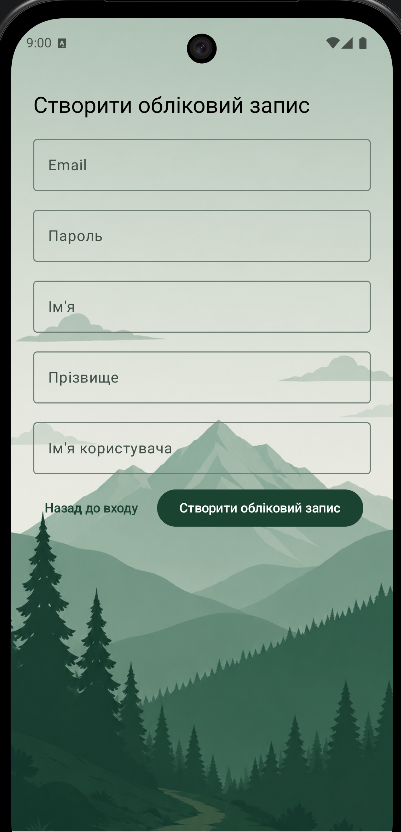 9:00
Створити обліковий запис
Email
Пароль
Ім'я
Прізвище
Ім'я користувача
Назад до входу
Створити обліковий запис